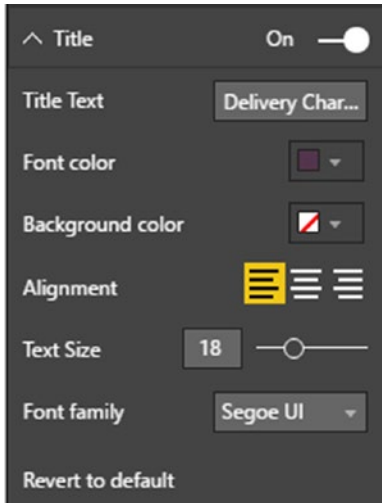 Title On
Title Text Delivery Char...
Font color
Background color
Alignment
Text Size 18
Font family Segoe UI
Revert to default